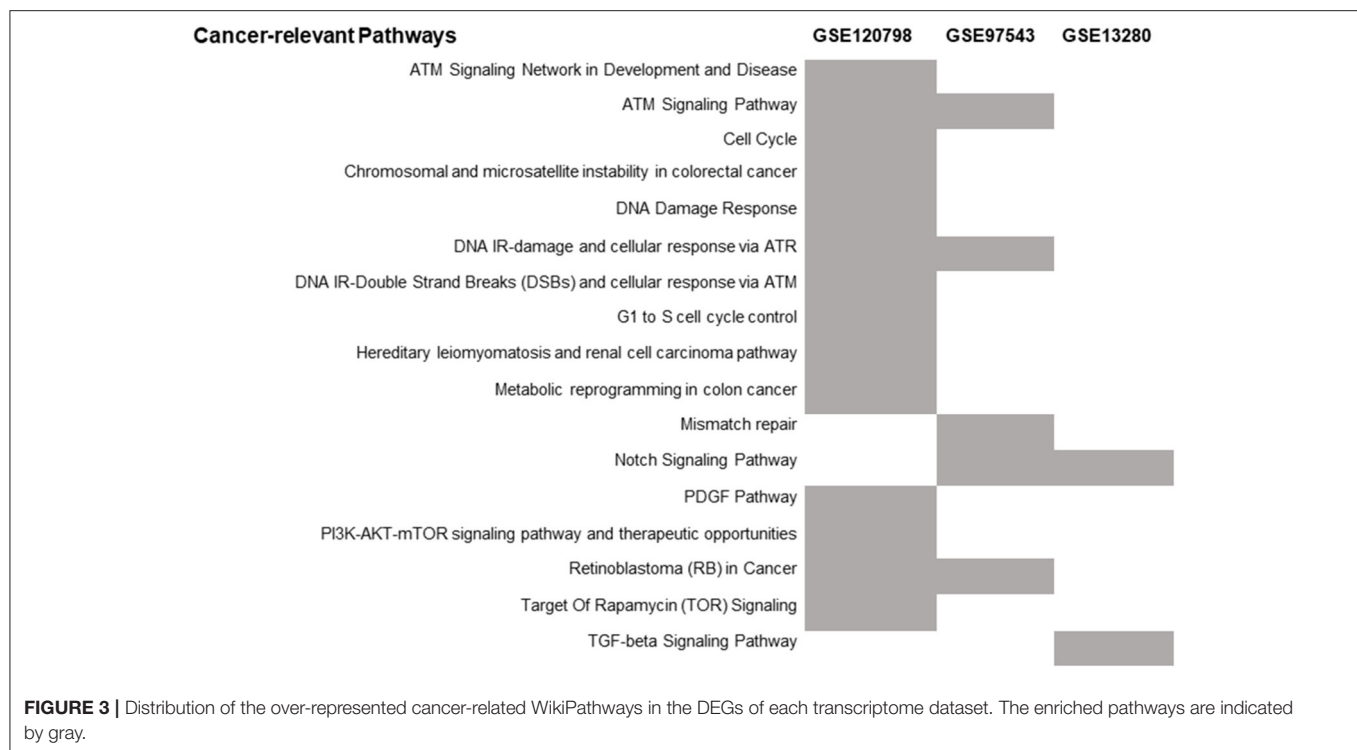 Cancer-relevant Pathways GSE120798 GSE97543 GSE13280
ATM Signaling Network in Development and Disease
ATM Signaling Pathway
Cell Cycle
Chromosomal and microsatellite instability in colorectal cancer
DNA Damage Response
DNA IR-damage and cellular response via ATR
DNA IR-Double Strand Breaks (DSBs) and cellular response via ATM
G1 to S cell cycle control
Hereditary leiomyomatosis and renal cell carcinoma pathway
Metabolic reprogramming in colon cancer
Mismatch repair
Notch Signaling Pathway
PDGF Pathway
PI3K-AKT-mTOR signaling pathway and therapeutic opportunities
Retinoblastoma (RB) in Cancer
Target Of Rapamycin (TOR) Signaling
TGF-beta Signaling Pathway
FIGURE 3 | Distribution of the over-represented cancer-related WikiPathways in the DEGs of each transcriptome dataset. The enriched pathways are indicated
by gray.